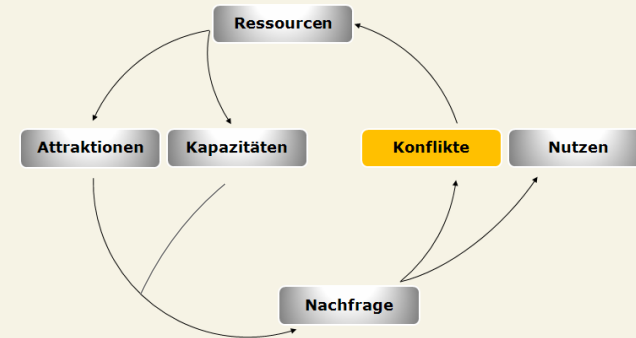 Ressourcen
Attraktionen
Kapazitäten
Konflikte
Nutzen
Nachfrage